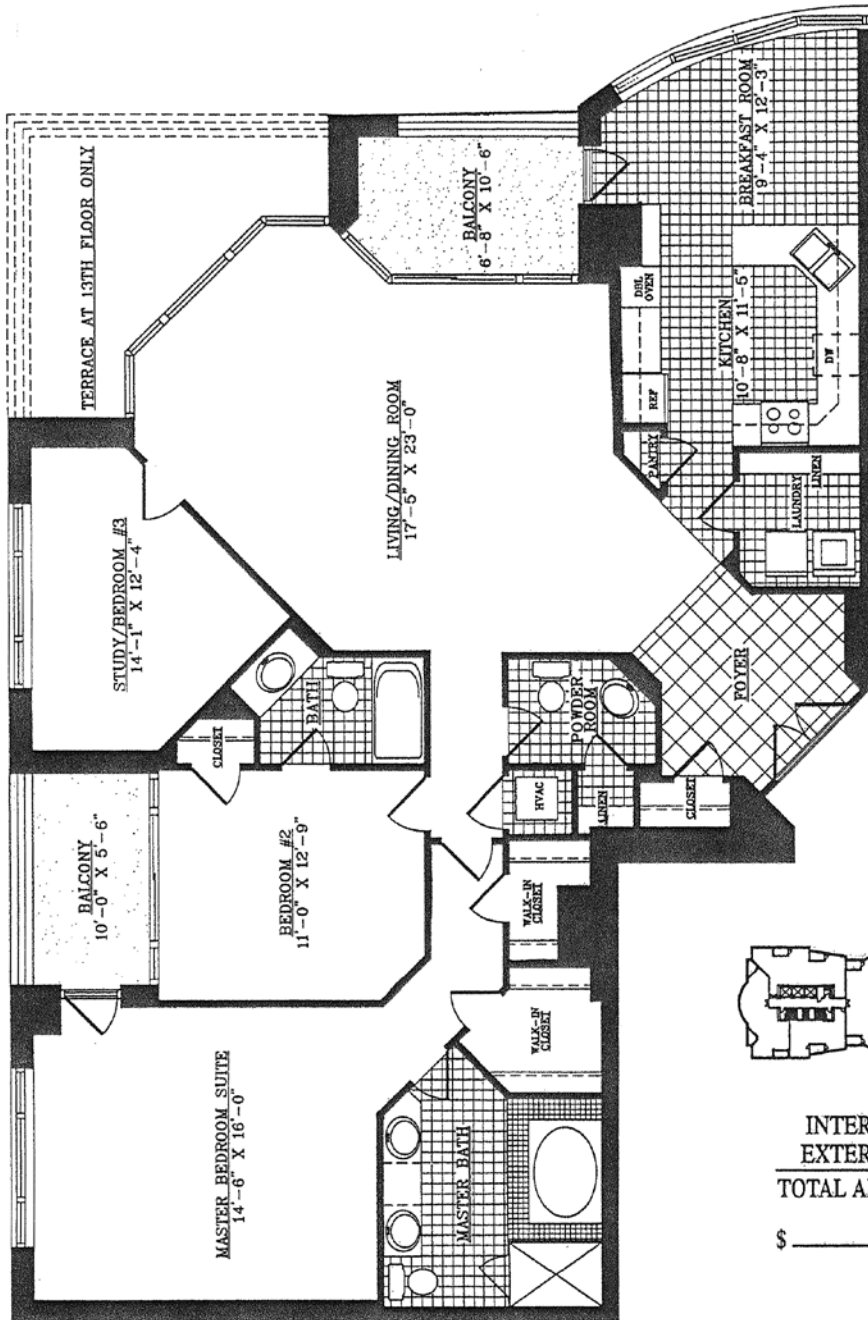 TERRACE AT 13TH FLOOR ONLY
BREAKFAST ROOM
9'-4" X 12'-3"
BALCONY
6'-8" X 10'-6"
DBL
OVEN
KITCHEN
10'-8" X 11'-5"
DW
REF
PANTRY
LIVING/DINING ROOM
17'-5" X 23'-0"
STUDY/BEDROOM #3
14'-1" X 12'-4"
LAUNDRY
LINEN
FOYER
BATH
CLOSET
POWDER
ROOM
HVAC
LINEN
CLOSET
BALCONY
10'-0" X 5'-6"
BEDROOM #2
11'-0" X 12'-9"
WALK-IN
CLOSET
WALK-IN
CLOSET
MASTER BEDROOM SUITE
14'-6" X 16'-0"
MASTER BATH
INTER
EXTER
TOTAL A
$